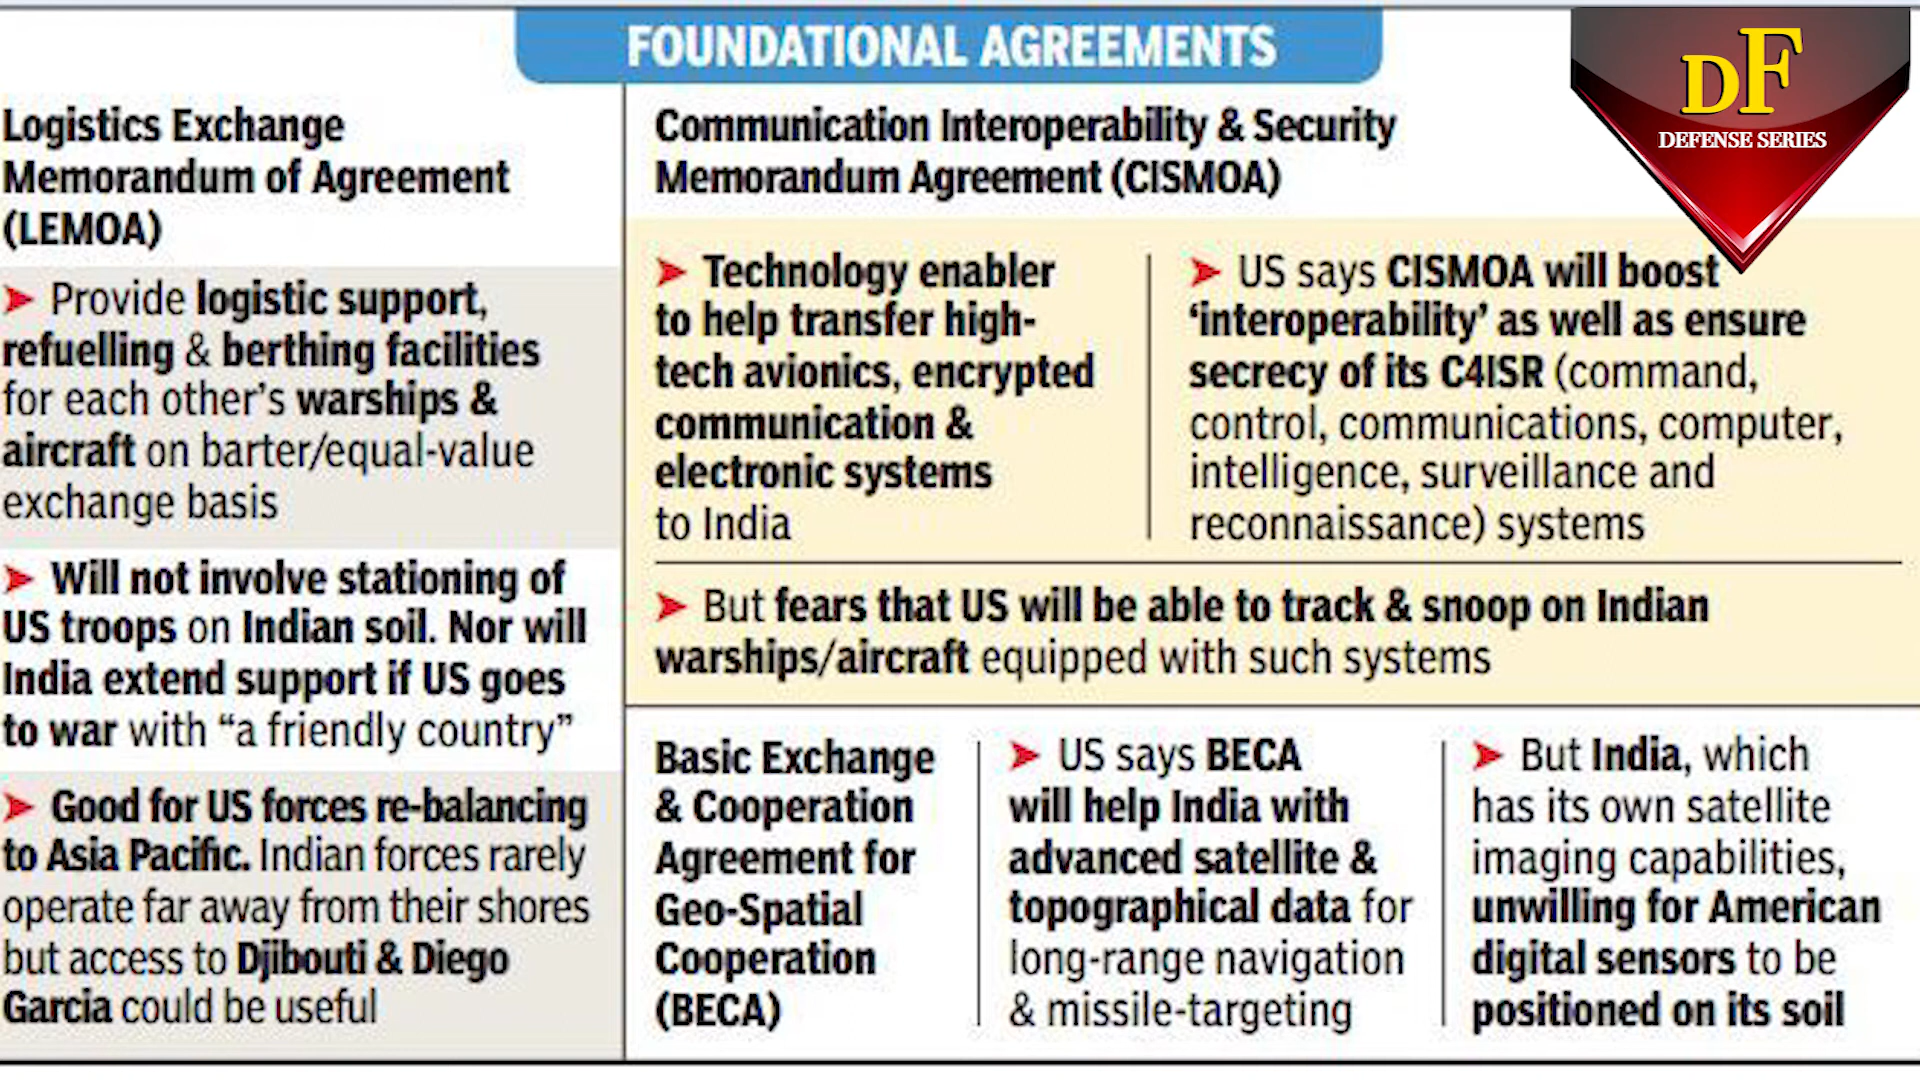 FOUNDATIONAL AGREEMENTS
DF
DEFENSE SERIES
Logistics Exchange
Memorandum of Agreement
(LEMOA)
➤ Provide logistic support,
refuelling & berthing facilities
for each other's warships &
aircraft on barter/equal-value
exchange basis
➤ Will not involve stationing of
US troops on Indian soil. Nor will
India extend support if US goes
to war with “a friendly country”
➤ Good for US forces re-balancing
to Asia Pacific. Indian forces rarely
operate far away from their shores
but access to Djibouti & Diego
Garcia could be useful
Communication Interoperability & Security
Memorandum Agreement (CISMOA)
➤ Technology enabler
to help transfer high-
tech avionics, encrypted
communication &
electronic systems
to India
➤ US says CISMOA will boost
‘interoperability’ as well as ensure
secrecy of its C4ISR (command,
control, communications, computer,
intelligence, surveillance and
reconnaissance) systems
➤ But fears that US will be able to track & snoop on Indian
warships/aircraft equipped with such systems
Basic Exchange
& Cooperation
Agreement for
Geo-Spatial
Cooperation
(BECA)
➤ US says BECA
will help India with
advanced satellite &
topographical data for
long-range navigation
& missile-targeting
➤ But India, which
has its own satellite
imaging capabilities,
unwilling for American
digital sensors to be
positioned on its soil